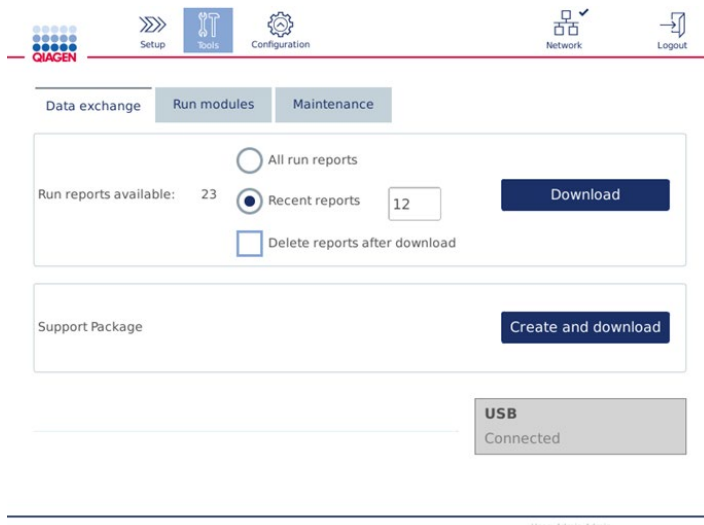 QIAGEN
Setup
Tools
Configuration
Network
Logout
Data exchange
Run modules
Maintenance
All run reports
Run reports available: 23
Recent reports 12
Download
Delete reports after download
Support Package
Create and download
USB
Connected